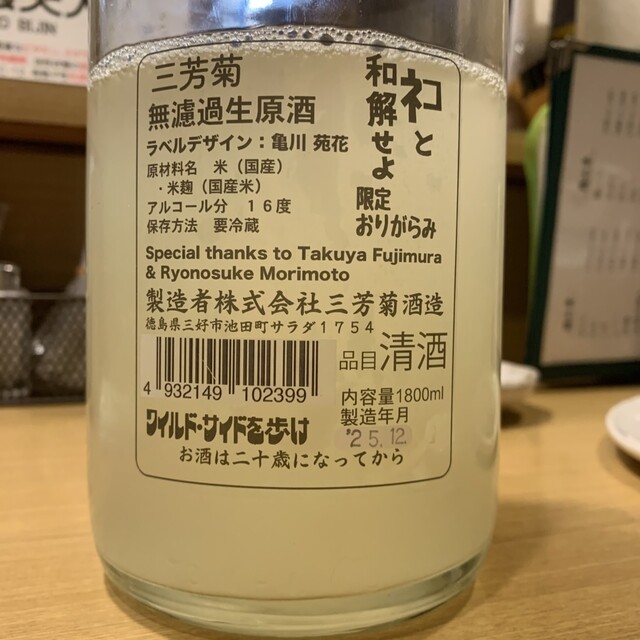 三芳菊
無濾過生原酒
ラベルデザイン：亀川 苑花
原材料名 米（国産）
・米麹（国産米）
アルコール分 １６度
保存方法 要冷蔵
ネコと
和解せよ
限定
おりがらみ
Special thanks to Takuya Fujimura
& Ryonosuke Morimoto
製造者株式会社三芳菊酒造
徳島県三好市池田町サラダ１７５４
4 932149 102399
品目清酒
内容量1800ml
製造年月
'25.12
ワイルド・サイドを歩け
お酒は二十歳になってから